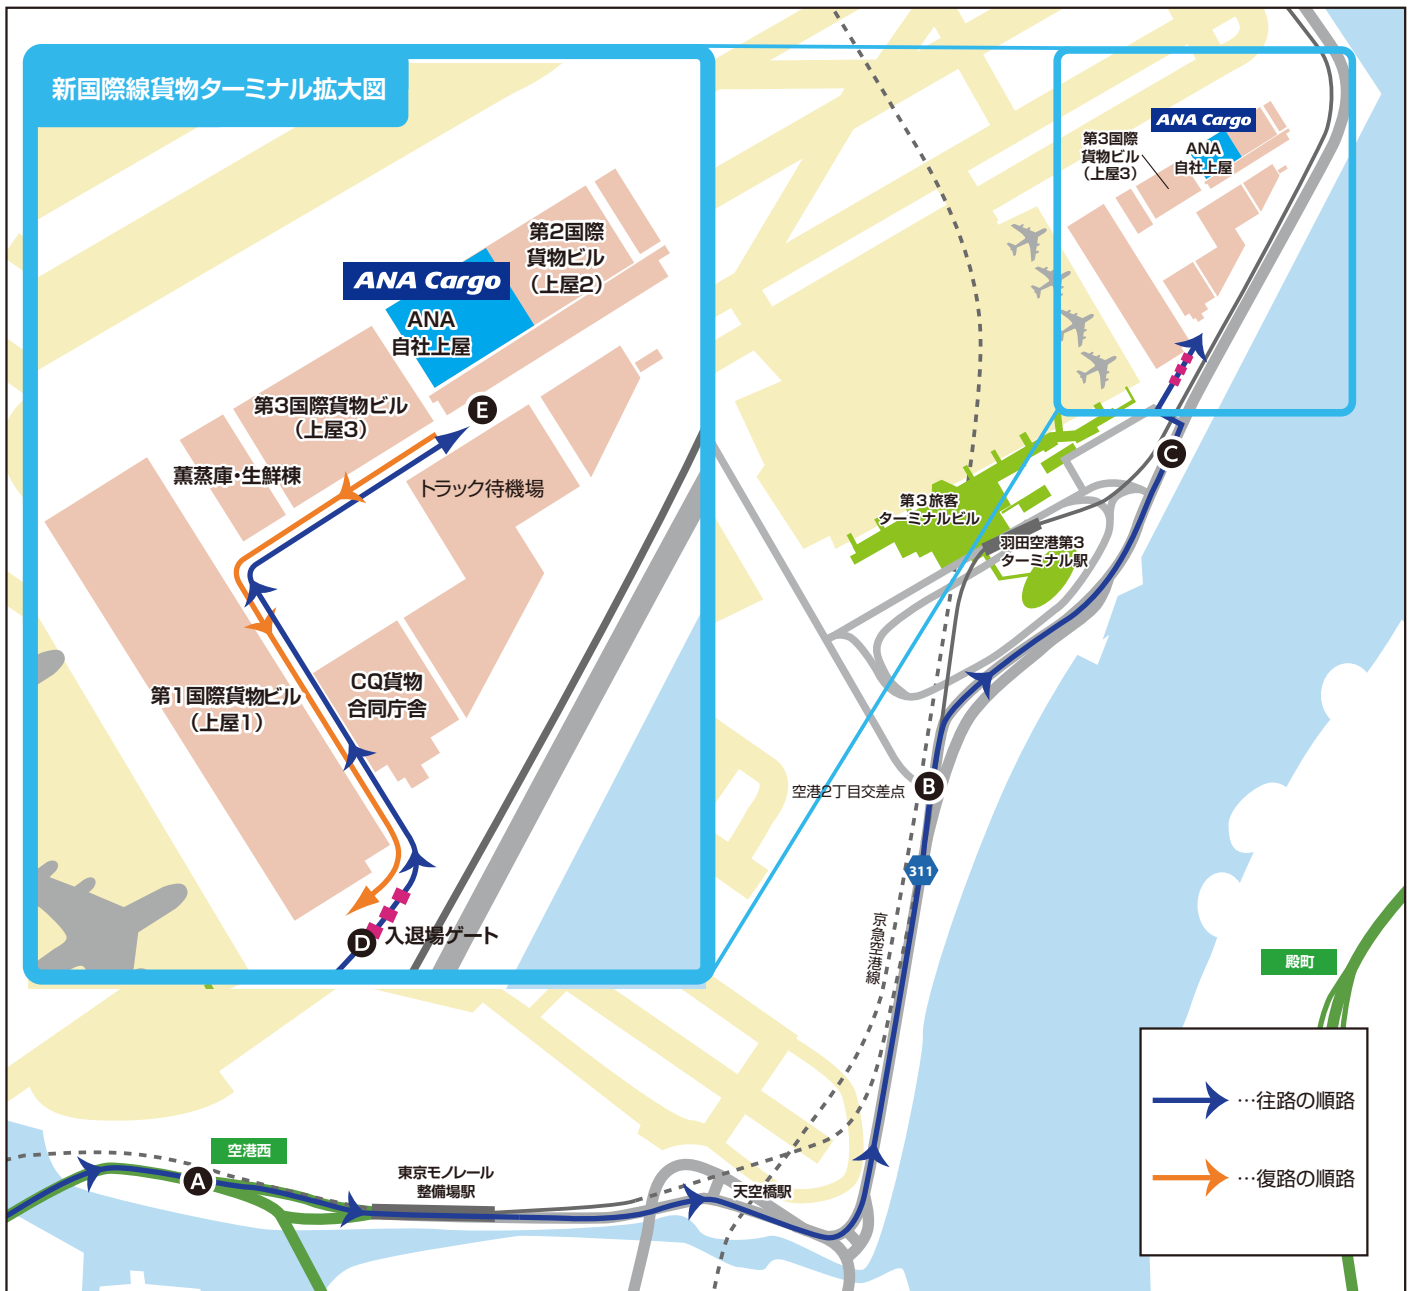 新国際線貨物ターミナル拡大図
第2国際
貨物ビル
（上屋2）
ANA Cargo
ANA
自社上屋
第3国際貨物ビル
（上屋3）
E
薫蒸庫・生鮮棟
トラック待機場
第1国際貨物ビル
（上屋1）
CQ貨物
合同庁舎
D
入退場ゲート
ANA Cargo
第3国際
貨物ビル
（上屋3）
ANA
自社上屋
C
第3旅客
ターミナルビル
羽田空港第3
ターミナル駅
空港2丁目交差点
B
311
京急空港線
殿町
空港西
A
東京モノレール
整備場駅
天空橋駅
…往路の順路
…復路の順路